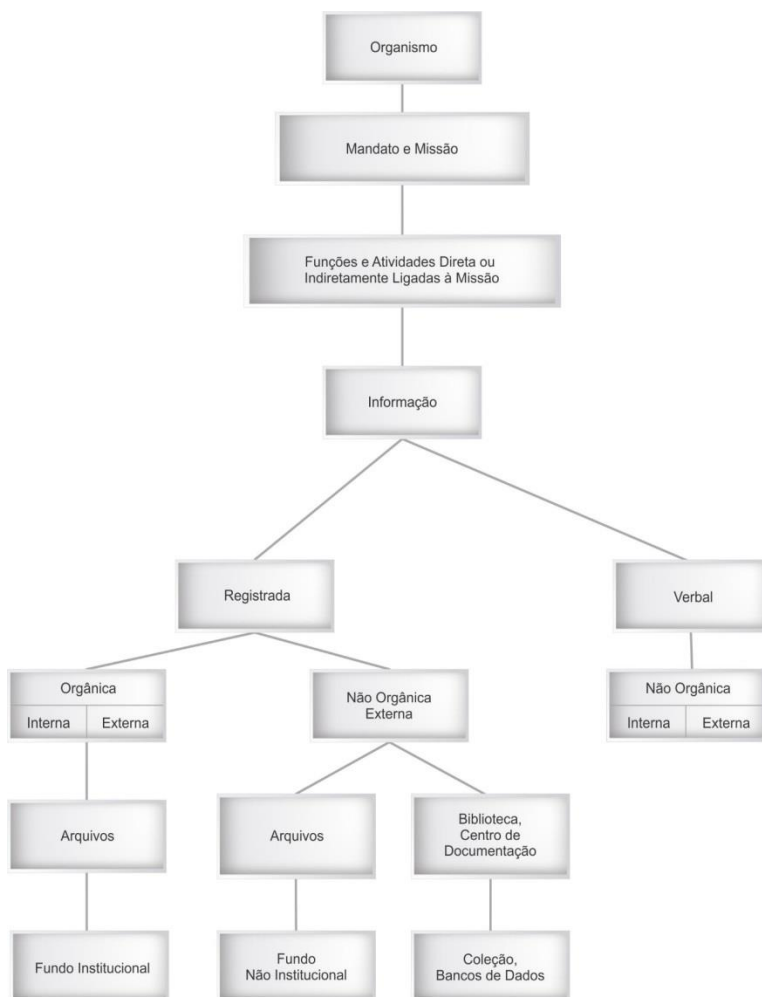 Organismo
Mandato e Missão
Funções e Atividades Direta ou
Indiretamente Ligadas à Missão
Informação
Registrada
Verbal
Orgânica
Interna
Externa
Não Orgânica
Externa
Não Orgânica
Interna
Externa
Arquivos
Arquivos
Biblioteca,
Centro de
Documentação
Fundo Institucional
Fundo
Não Institucional
Coleção,
Bancos de Dados